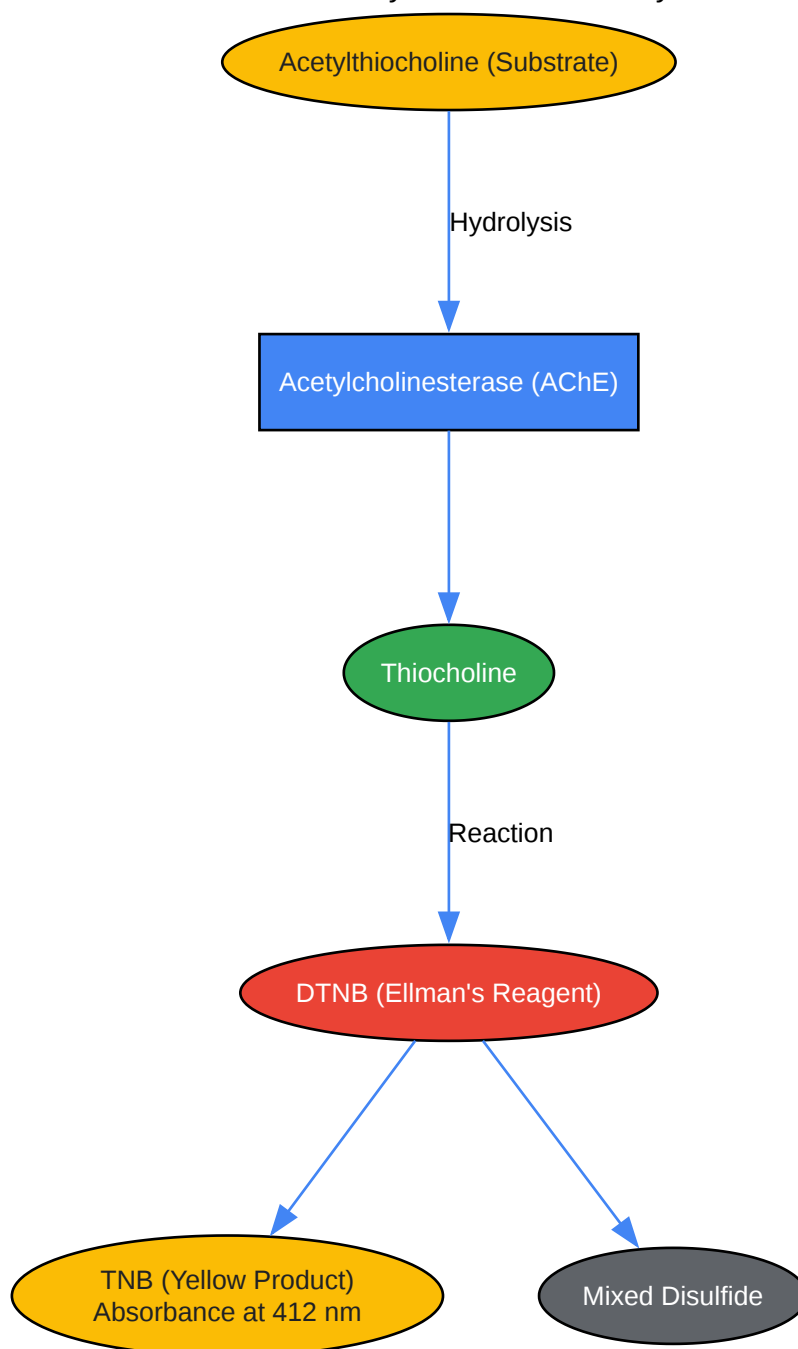 Acetylthiocholine (Substrate)
Hydrolysis
Acetylcholinesterase (AChE)
Thiocholine
Reaction
DTNB (Ellman's Reagent)
TNB (Yellow Product)
Absorbance at 412 nm
Mixed Disulfide